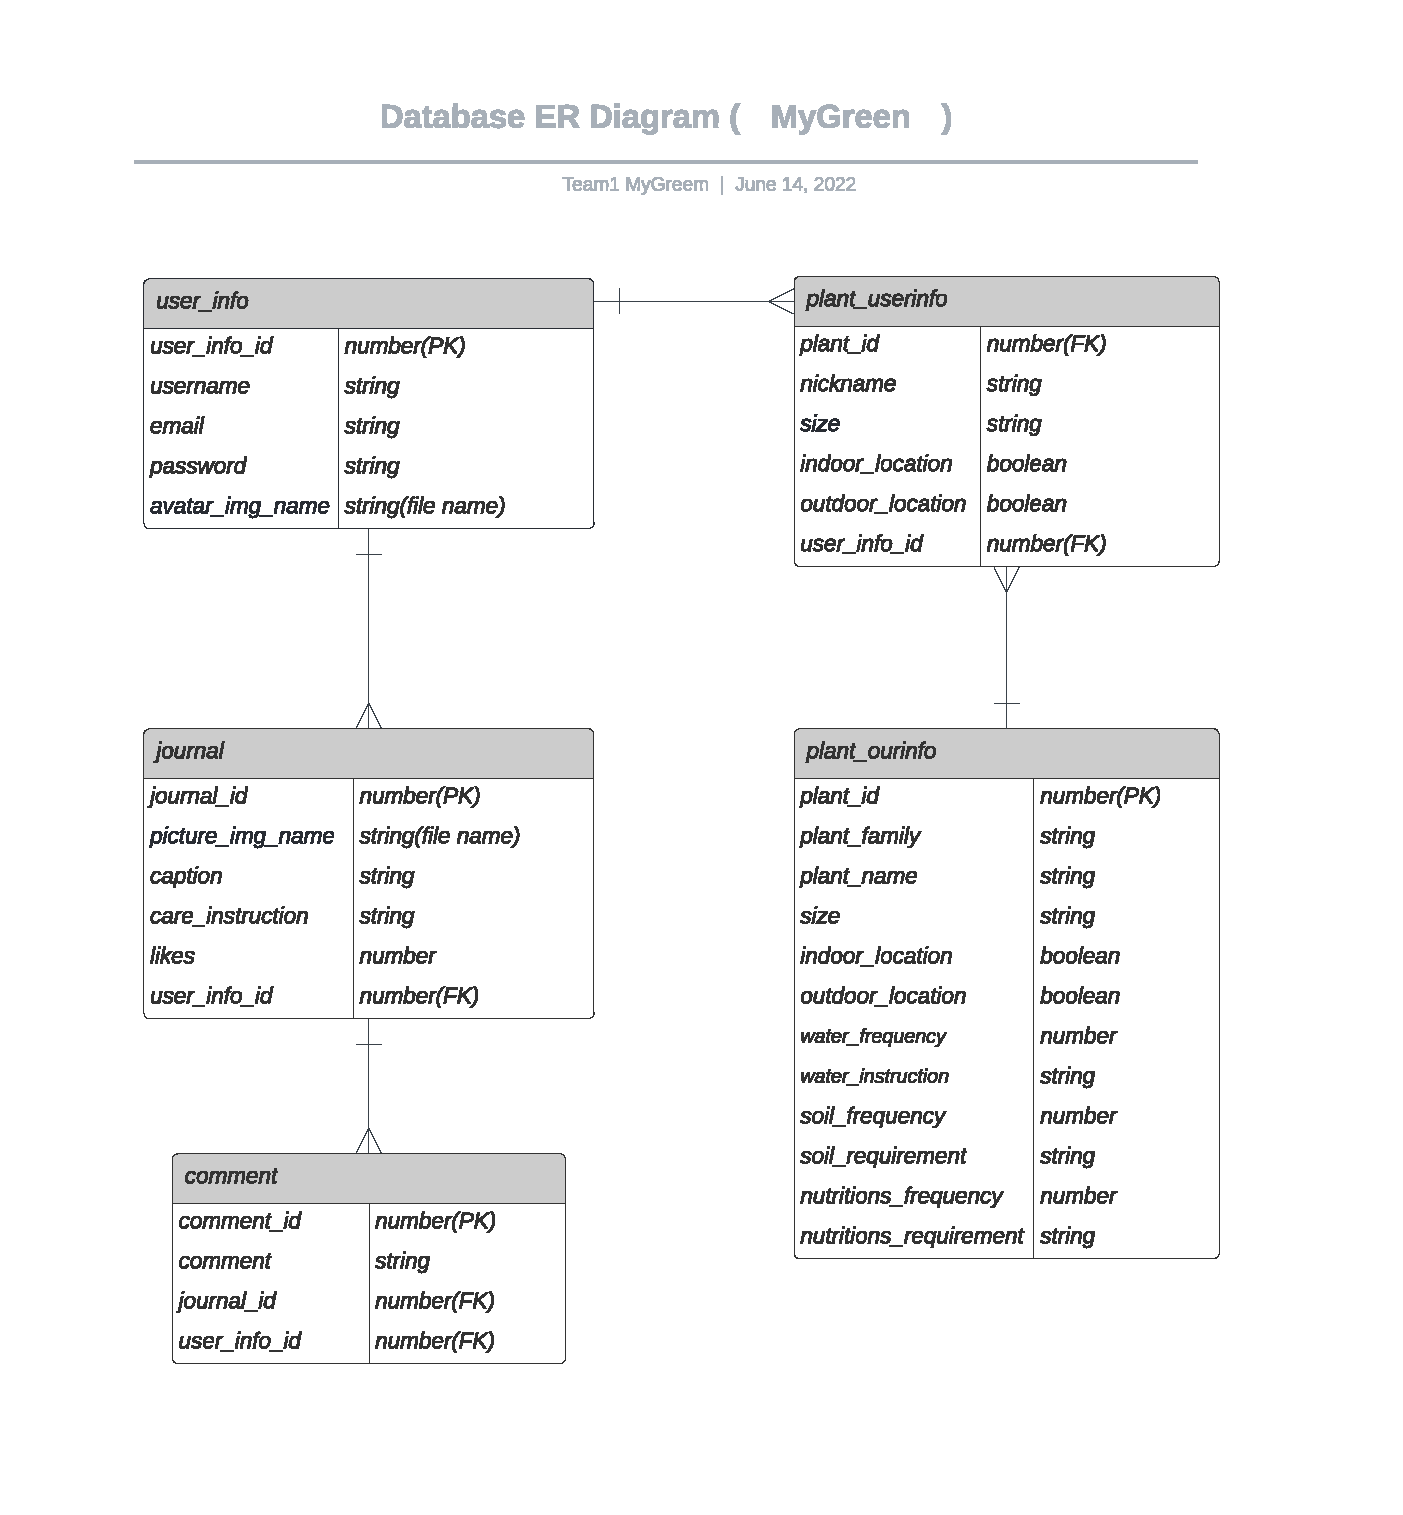 Database ER Diagram ( MyGreen )
Team1 MyGreem | June 14, 2022
user_info
user_info_id number(PK)
username string
email string
password string
avatar_img_name string(file name)
plant_userinfo
plant_id number(FK)
nickname string
size string
indoor_location boolean
outdoor_location boolean
user_info_id number(FK)
journal
journal_id number(PK)
picture_img_name string(file name)
caption string
care_instruction string
likes number
user_info_id number(FK)
plant_ourinfo
plant_id number(PK)
plant_family string
plant_name string
size string
indoor_location boolean
outdoor_location boolean
water_frequency number
water_instruction string
soil_frequency number
soil_requirement string
nutritions_frequency number
nutritions_requirement string
comment
comment_id number(PK)
comment string
journal_id number(FK)
user_info_id number(FK)